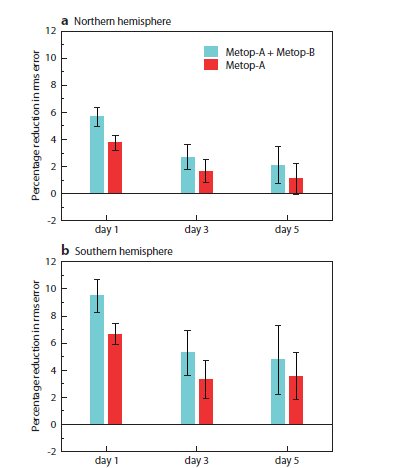 a Northern hemisphere
Percentage reduction in rms error
12
10
8
6
4
2
0
-2
Metop-A + Metop-B
Metop-A
day 1 day 3 day 5
b Southern hemisphere
Percentage reduction in rms error
12
10
8
6
4
2
0
-2
day 1 day 3 day 5